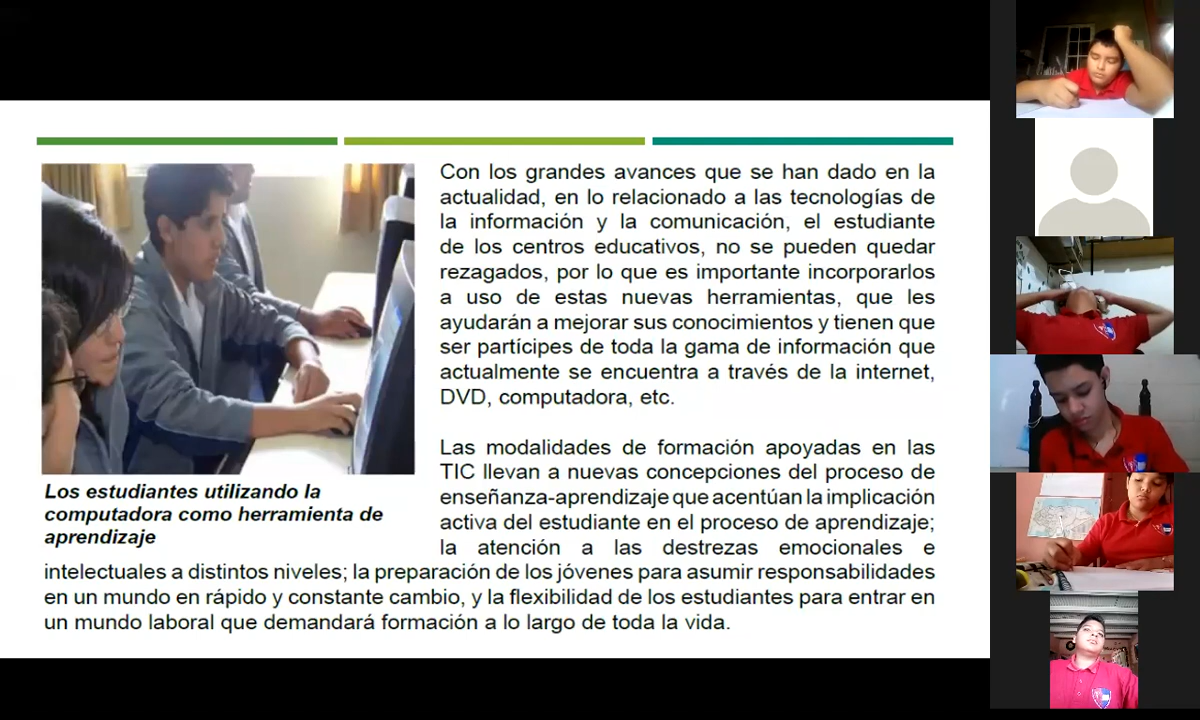 Con los grandes avances que se han dado en la
actualidad, en lo relacionado a las tecnologías de
la información y la comunicación, el estudiante
de los centros educativos, no se pueden quedar
rezagados, por lo que es importante incorporarlos
a uso de estas nuevas herramientas, que les
ayudarán a mejorar sus conocimientos y tienen que
ser partícipes de toda la gama de información que
actualmente se encuentra a través de la internet,
DVD, computadora, etc.
Las modalidades de formación apoyadas en las
TIC llevan a nuevas concepciones del proceso de
enseñanza-aprendizaje que acentúan la implicación
activa del estudiante en el proceso de aprendizaje;
la atención a las destrezas emocionales e
intelectuales a distintos niveles; la preparación de los jóvenes para asumir responsabilidades
en un mundo en rápido y constante cambio, y la flexibilidad de los estudiantes para entrar en
un mundo laboral que demandará formación a lo largo de toda la vida.
Los estudiantes utilizando la
computadora como herramienta de
aprendizaje